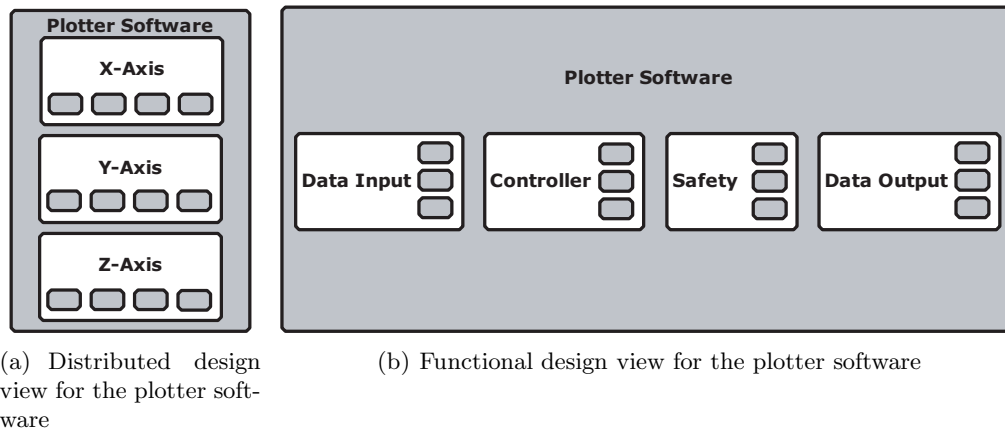 Plotter Software
X-Axis
Y-Axis
Z-Axis
(a) Distributed design
view for the plotter soft-
ware
Plotter Software
Data Input
Controller
Safety
Data Output
(b) Functional design view for the plotter software